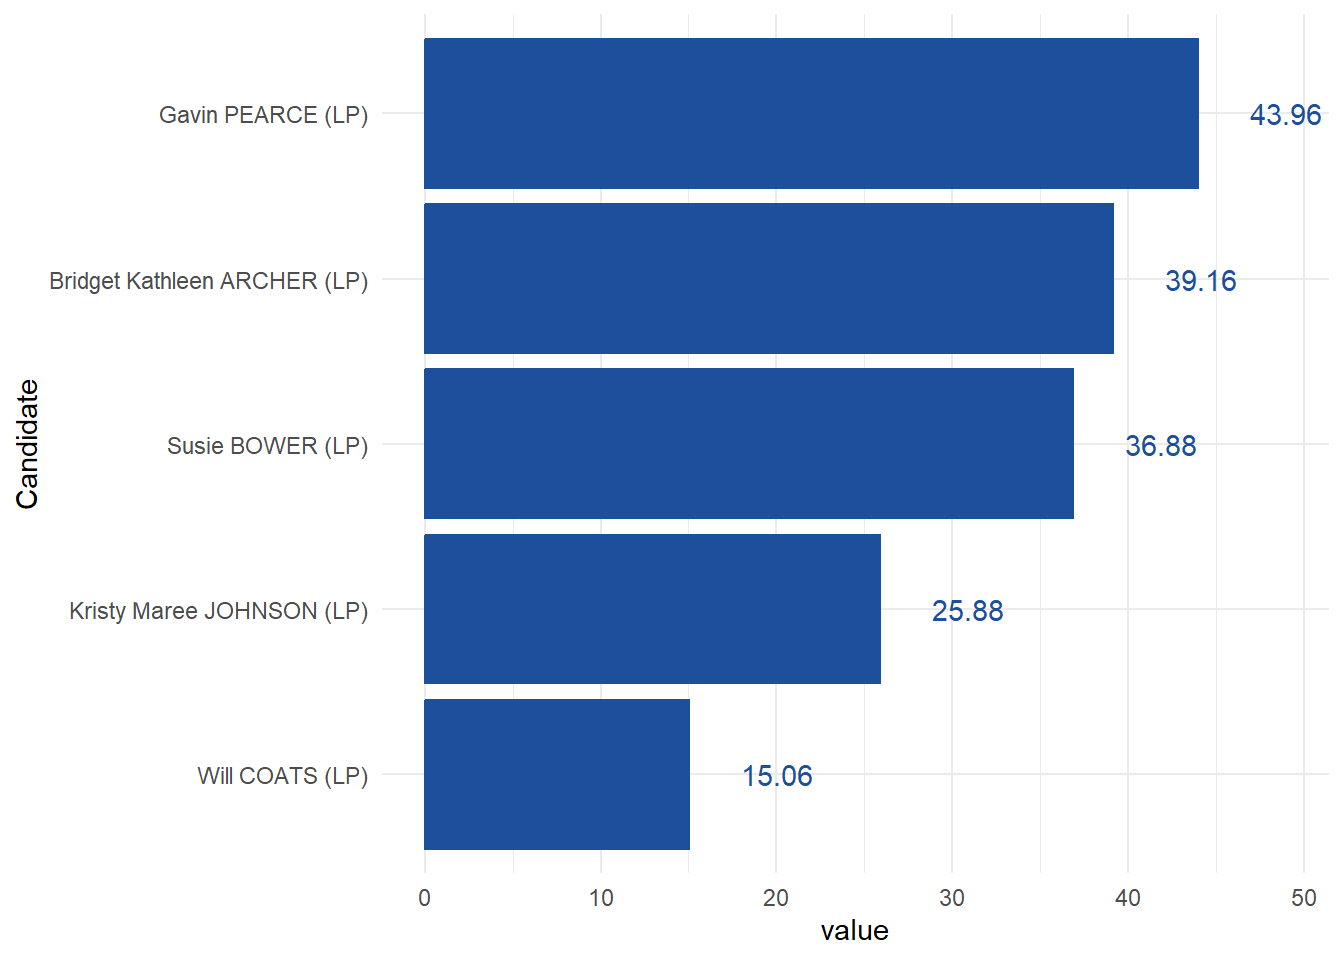 Gavin PEARCE (LP)
43.96
Bridget Kathleen ARCHER (LP)
39.16
Susie BOWER (LP)
36.88
Kristy Maree JOHNSON (LP)
25.88
Will COATS (LP)
15.06
Candidate
0 10 20 30 40 50
value